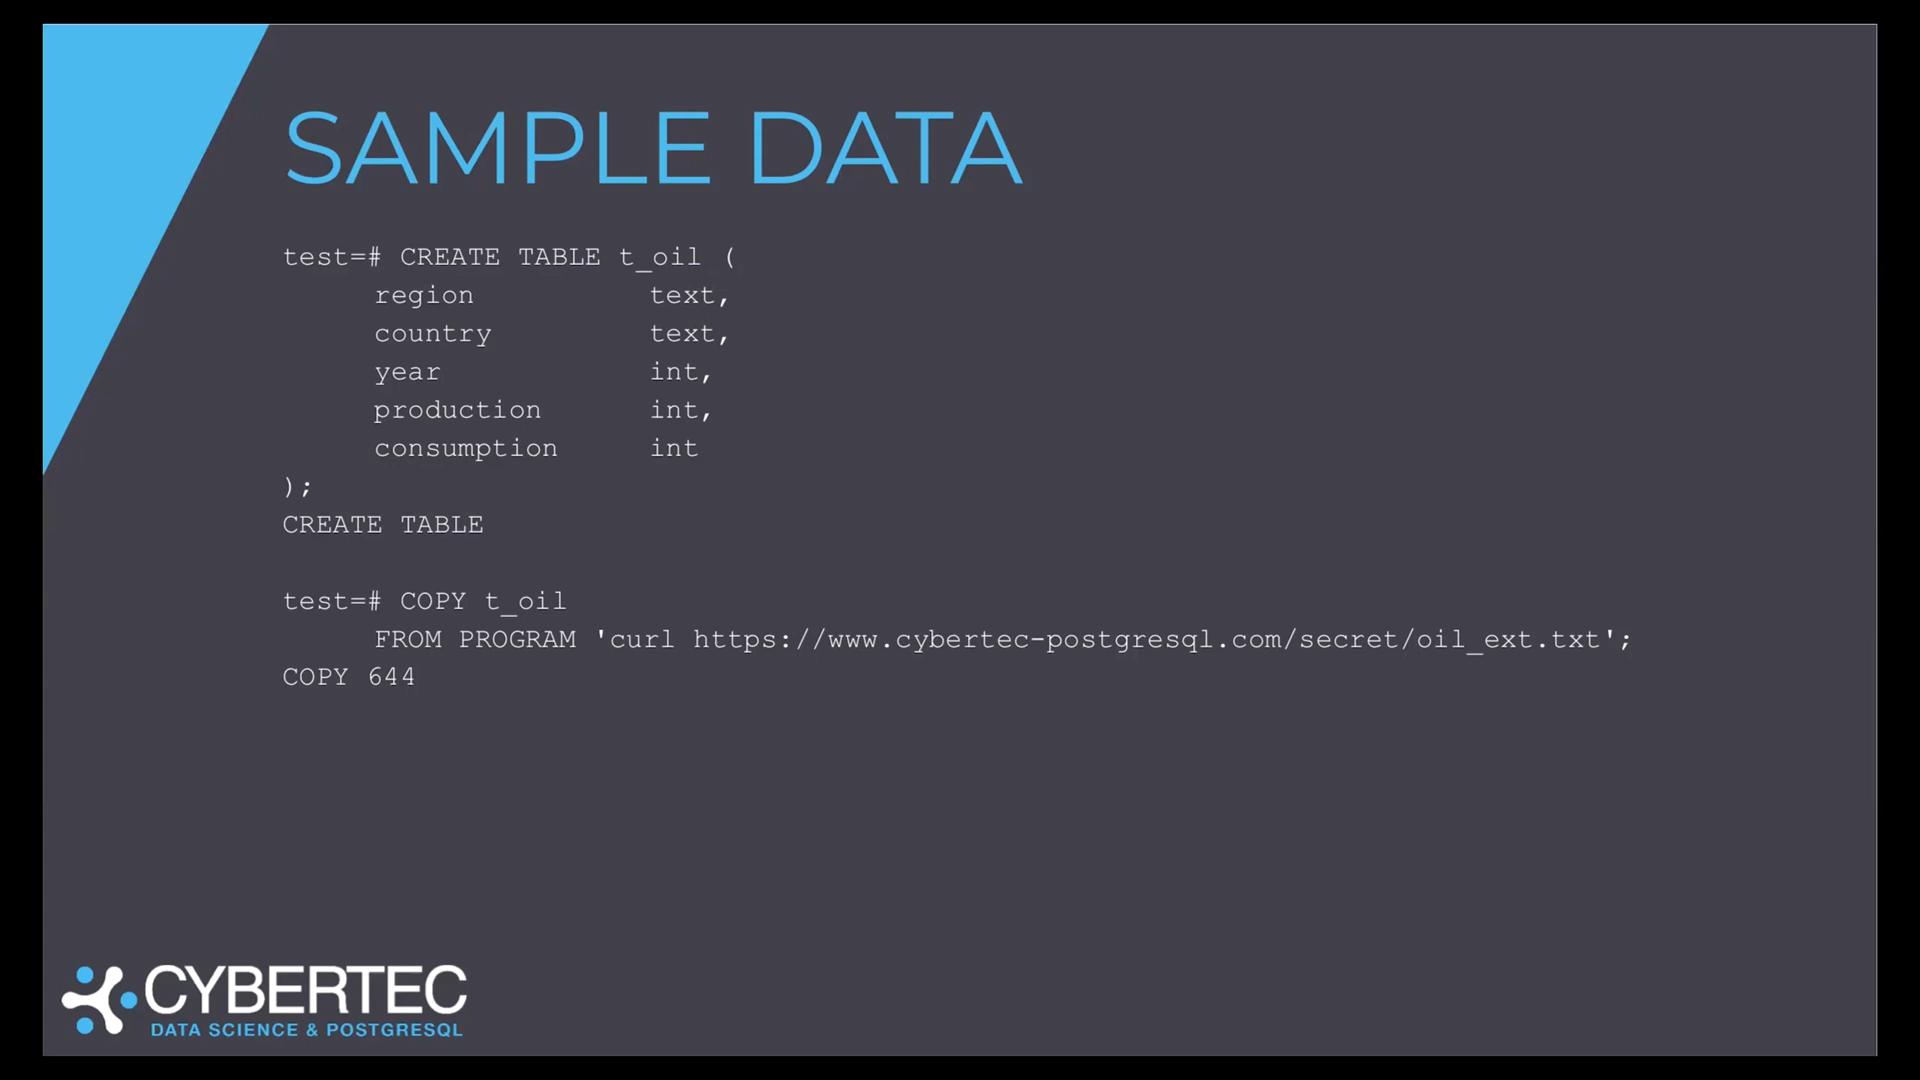 SAMPLE DATA
test=# CREATE TABLE t_oil (
region text,
country text,
year int,
production int,
consumption int
);
CREATE TABLE
test=# COPY t_oil
FROM PROGRAM 'curl https://www.cybertec-postgresql.com/secret/oil_ext.txt';
COPY 644
CYBERTEC
DATA SCIENCE & POSTGRESQL